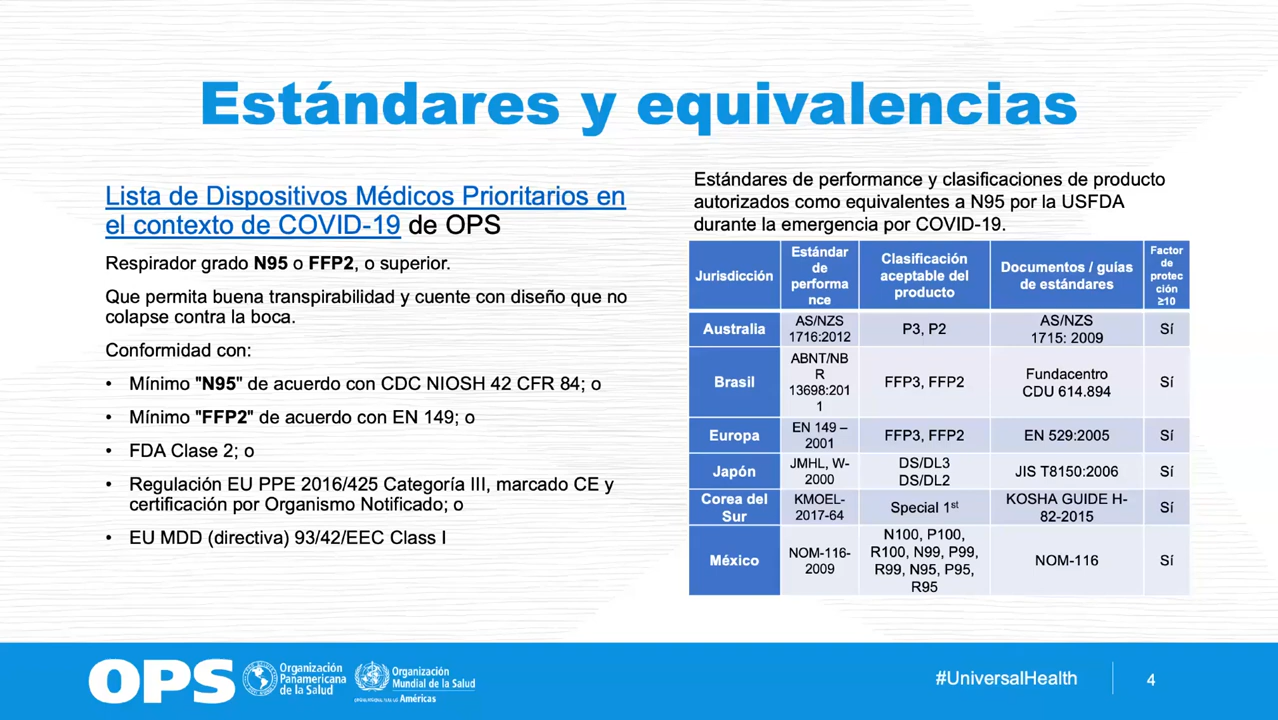 Estándares y equivalencias
Lista de Dispositivos Médicos Prioritarios en
el contexto de COVID-19 de OPS
Respirador grado N95 o FFP2, o superior.
Que permita buena transpirabilidad y cuente con diseño que no
colapse contra la boca.
Conformidad con:
• Mínimo "N95" de acuerdo con CDC NIOSH 42 CFR 84; o
• Mínimo "FFP2" de acuerdo con EN 149; o
• FDA Clase 2; o
• Regulación EU PPE 2016/425 Categoría III, marcado CE y
certificación por Organismo Notificado; o
• EU MDD (directiva) 93/42/EEC Class I
Estándares de performance y clasificaciones de producto
autorizados como equivalentes a N95 por la USFDA
durante la emergencia por COVID-19.
Jurisdicción
Estándar
de
performa
nce
Clasificación
aceptable del
producto
Documentos / guías
de estándares
Factor
de
protec
ción
≥10
Australia
AS/NZS
1716:2012
P3, P2
AS/NZS
1715: 2009
Sí
Brasil
ABNT/NB
R
13698:201
1
FFP3, FFP2
Fundacentro
CDU 614.894
Sí
Europa
EN 149 –
2001
FFP3, FFP2
EN 529:2005
Sí
Japón
JMHL, W-
2000
DS/DL3
DS/DL2
JIS T8150:2006
Sí
Corea del
Sur
KMOEL-
2017-64
Special 1st
KOSHA GUIDE H-
82-2015
Sí
México
NOM-116-
2009
N100, P100,
R100, N99, P99,
R99, N95, P95,
R95
NOM-116
Sí
OPS
Organización
Panamericana
de la Salud
Organización
Mundial de la Salud
Américas
#UniversalHealth
4